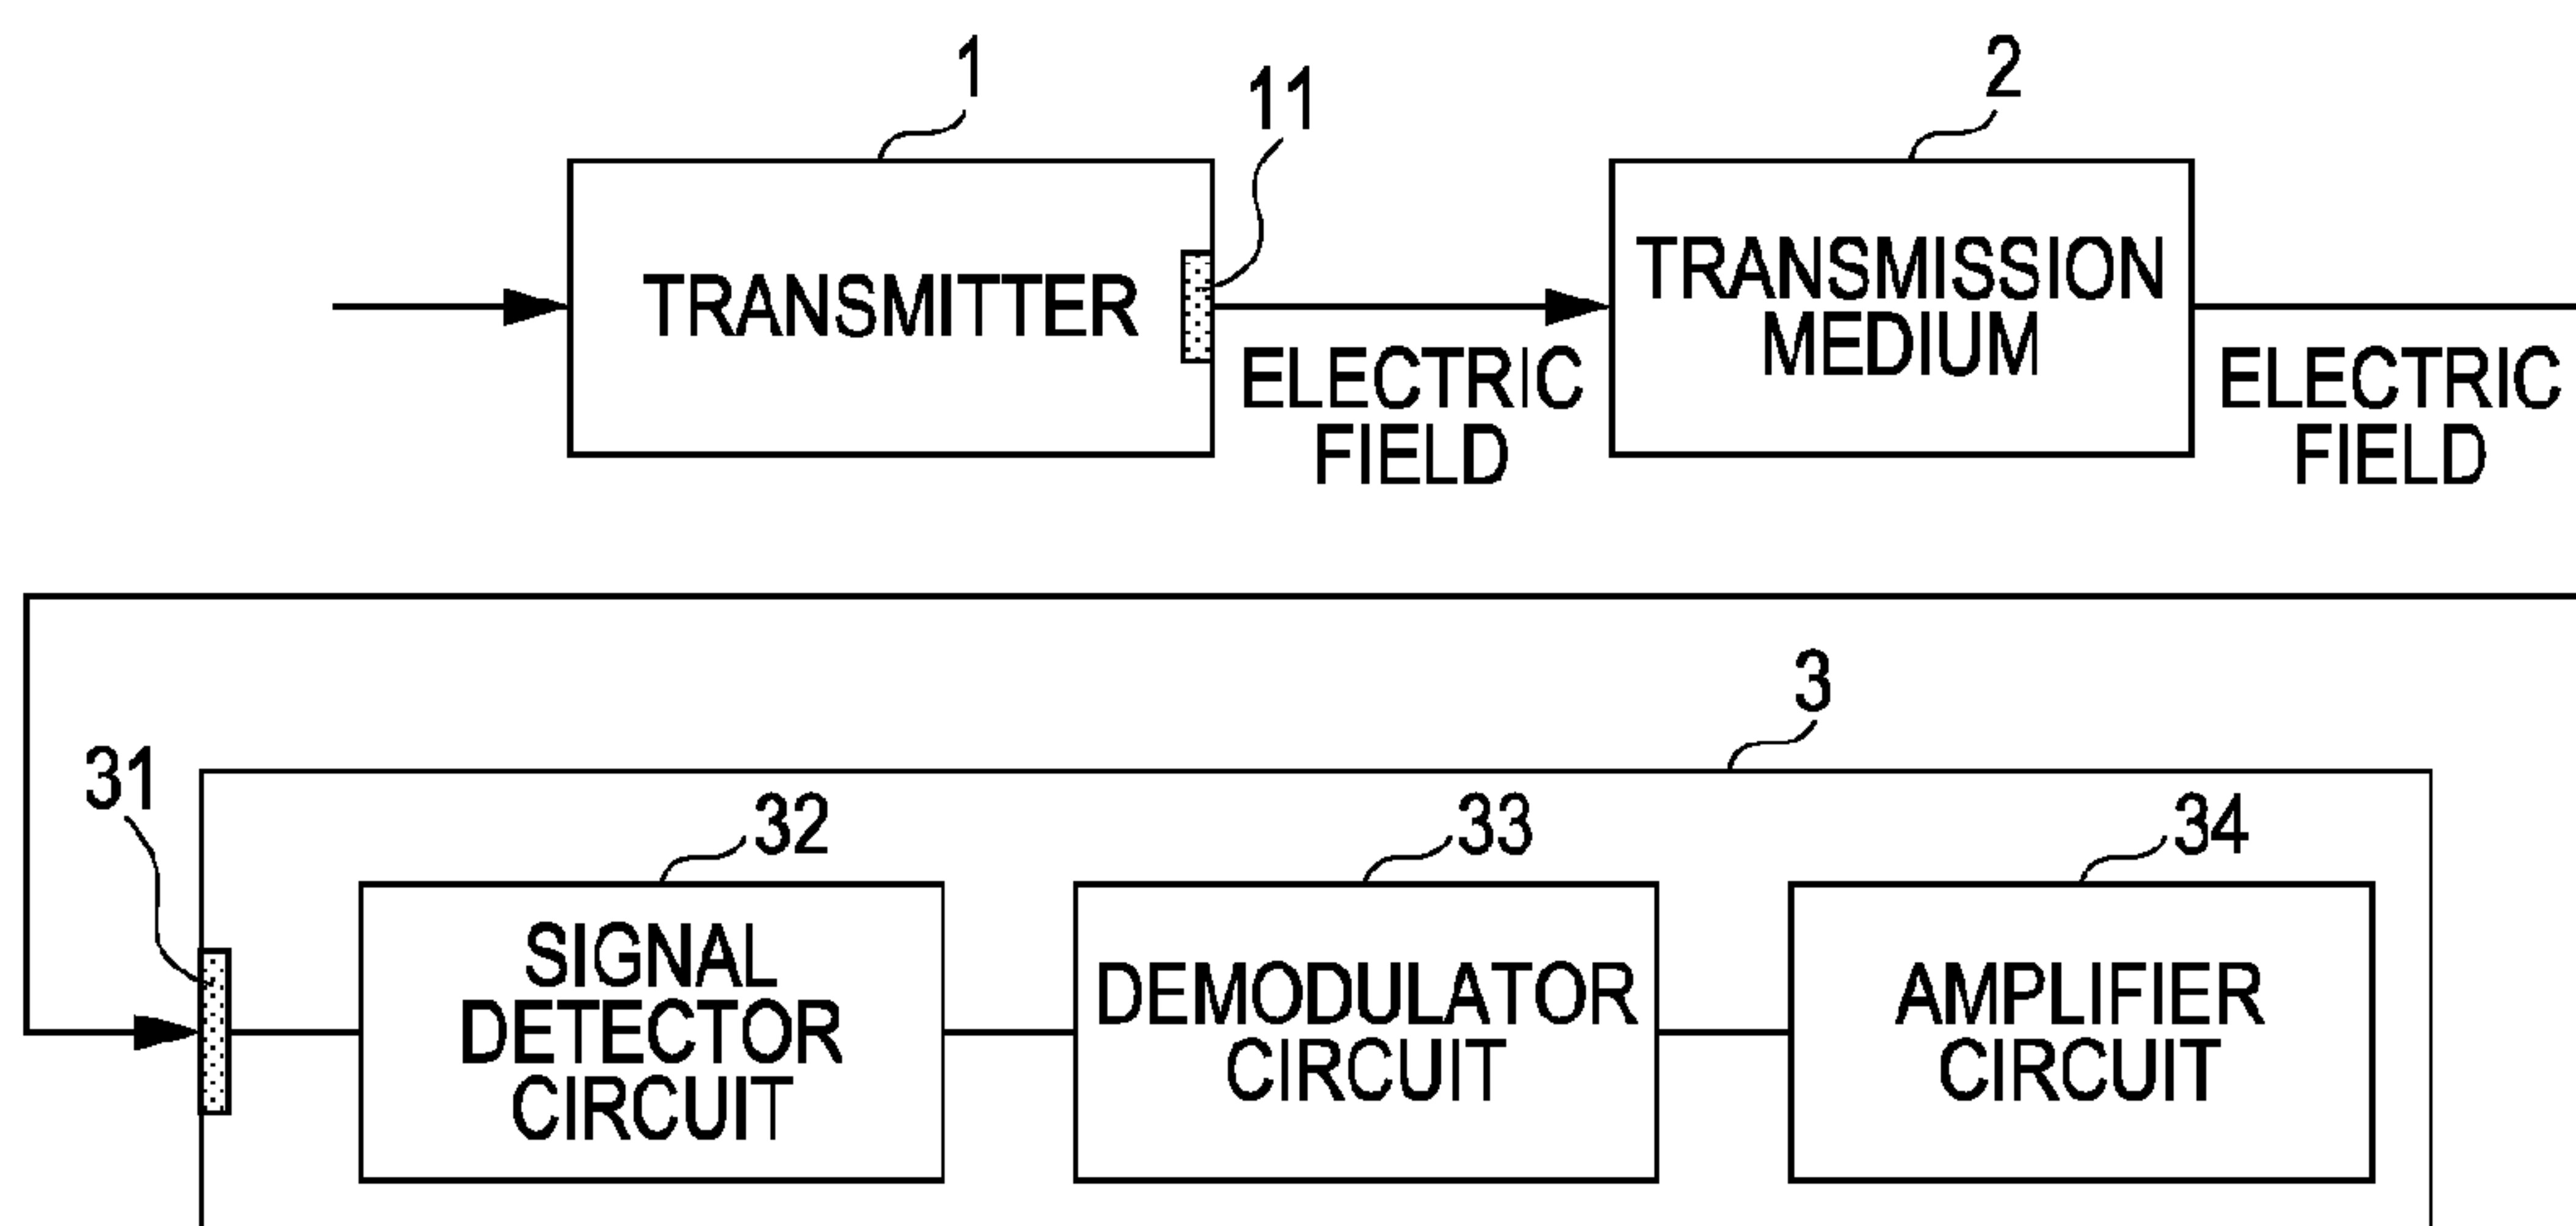 1
11
2
TRANSMITTER
TRANSMISSION
MEDIUM
ELECTRIC
FIELD
ELECTRIC
FIELD
3
31
32
33
34
SIGNAL
DETECTOR
CIRCUIT
DEMODULATOR
CIRCUIT
AMPLIFIER
CIRCUIT